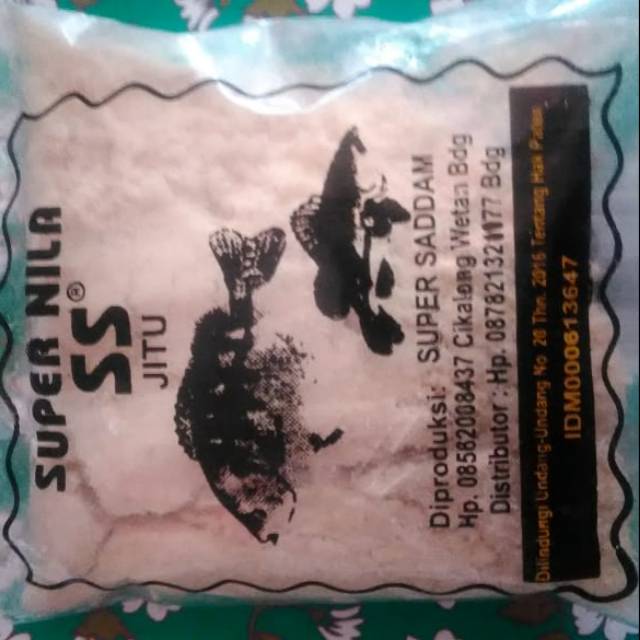 SUPER NILA
SS®
JITU
Diproduksi: SUPER SADDAM
Hp. 08562008437 Cikalong Wetan Bdg
Distributor : Hp. 087821321177 Bdg
Dilindungi Undang-Undang No 20 Thn. 2016 Tentang Hak Paten
IDM000613647